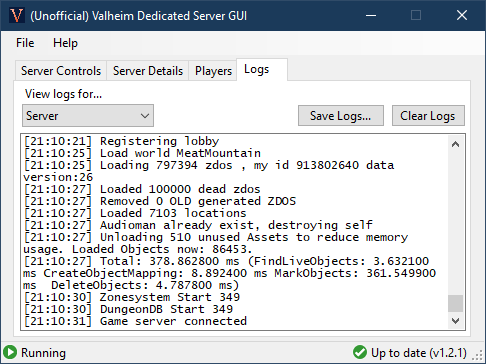 (Unofficial) Valheim Dedicated Server GUI
File Help
Server Controls Server Details Players Logs
View logs for...
Server Save Logs... Clear Logs
[21:10:21] Registering lobby
[21:10:25] Load world MeatMountain
[21:10:25] Loading 797394 zdos , my id 913802640 data
version:26
[21:10:27] Loaded 100000 dead zdos
[21:10:27] Removed 0 OLD generated ZDOS
[21:10:27] Loaded 7103 locations
[21:10:27] Audioman already exist, destroying self
[21:10:27] Unloading 510 unused Assets to reduce memory
usage. Loaded Objects now: 86453.
[21:10:27] Total: 378.862800 ms (FindLiveObjects: 3.632100
ms CreateObjectMapping: 8.892400 ms MarkObjects: 361.549900
ms  DeleteObjects: 4.787800 ms)
[21:10:30] Zonesystem Start 349
[21:10:30] DungeonDB Start 349
[21:10:31] Game server connected
Running Up to date (v1.2.1)